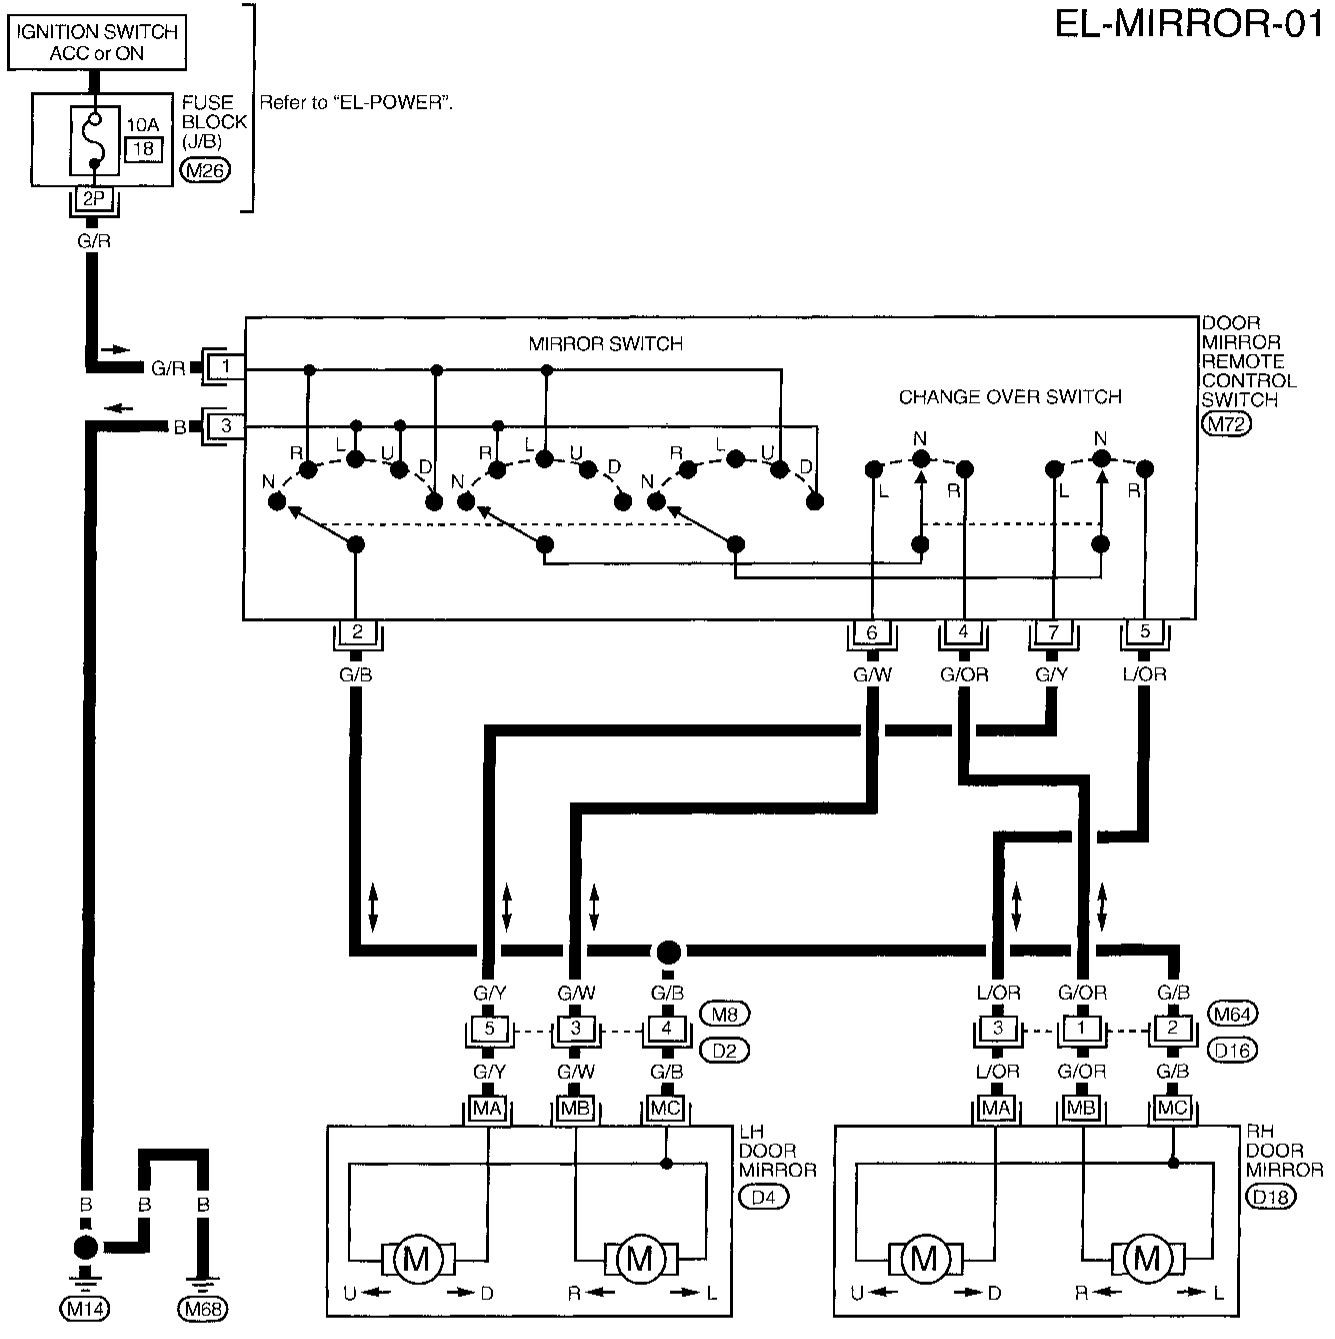 EL-MIRROR-01
IGNITION SWITCH
ACC or ON
FUSE
BLOCK
(J/B)
M26
10A
18
2P
Refer to "EL-POWER".
G/R
G/R 1
B 3
MIRROR SWITCH
CHANGE OVER SWITCH
DOOR
MIRROR
REMOTE
CONTROL
SWITCH
M72
N R L U D
N R L U D
N R L U D
L N R
L N R
2 6 4 7 5
G/B G/W G/OR G/Y L/OR
G/Y G/W G/B L/OR G/OR G/B
5 3 4 M8 3 1 2 M64
D2 D16
G/Y G/W G/B L/OR G/OR G/B
MA MB MC MA MB MC
LH
DOOR
MIRROR
D4
RH
DOOR
MIRROR
D18
B B B
M M M M
U D R L U D R L
M14 M68